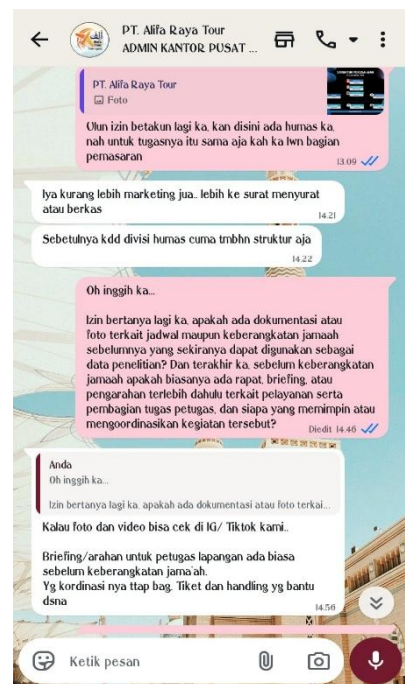 PT. Alifa Raya Tour
ADMIN KANTOR PUSAT ...
PT. Alifa Raya Tour
Foto
Ulun izin betakun lagi ka, kan disini ada humas ka,
nah untuk tugasnya itu sama aja kah ka lwn bagian
pemasaran
13.09
Iya kurang lebih marketing jua.. lebih ke surat menyurat
atau berkas
14.21
Sebetulnya kdd divisi humas cuma tmbhn struktur aja
14.22
Oh inggih ka...
Izin bertanya lagi ka, apakah ada dokumentasi atau
foto terkait jadwal maupun keberangkatan jamaah
sebelumnya yang sekiranya dapat digunakan sebagai
data penelitian? Dan terakhir ka, sebelum keberangkatan
jamaah apakah biasanya ada rapat, briefing, atau
pengarahan terlebih dahulu terkait pelayanan serta
pembagian tugas petugas, dan siapa yang memimpin atau
mengoordinasikan kegiatan tersebut?
Diedit 14.46
Anda
Oh inggih ka...
Izin bertanya lagi ka, apakah ada dokumentasi atau foto terkai...
Kalau foto dan video bisa cek di IG/ Tiktok kami..
Briefing/arahan untuk petugas lapangan ada biasa
sebelum keberangkatan jama'ah.
Yg kordinasi nya ttap bag. Tiket dan handling yg bantu
dsna
14.56
Ketik pesan